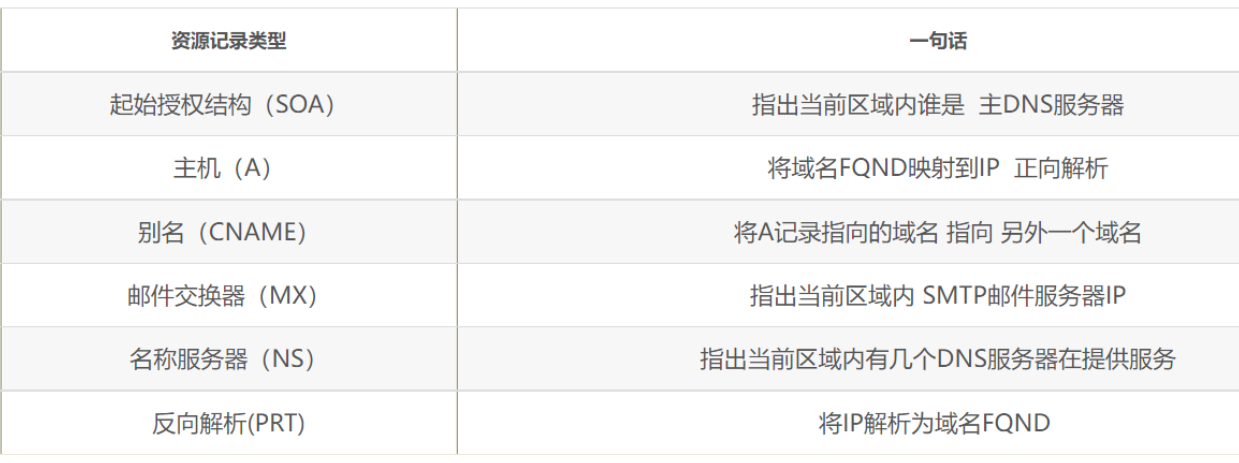 资源记录类型 一句话
起始授权结构（SOA） 指出当前区域内谁是 主DNS服务器
主机（A） 将域名FQND映射到IP 正向解析
别名（CNAME） 将A记录指向的域名 指向 另外一个域名
邮件交换器（MX） 指出当前区域内 SMTP邮件服务器IP
名称服务器（NS） 指出当前区域内有几个DNS服务器在提供服务
反向解析(PRT) 将IP解析为域名FQND